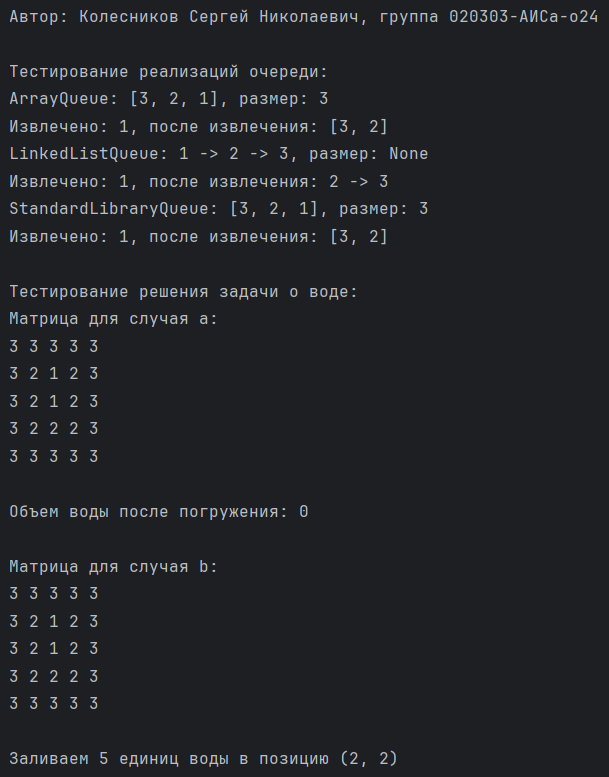 Автор: Колесников Сергей Николаевич, группа 020303-АИСа-о24
Тестирование реализаций очереди:
ArrayQueue: [3, 2, 1], размер: 3
Извлечено: 1, после извлечения: [3, 2]
LinkedListQueue: 1 -> 2 -> 3, размер: None
Извлечено: 1, после извлечения: 2 -> 3
StandardLibraryQueue: [3, 2, 1], размер: 3
Извлечено: 1, после извлечения: [3, 2]
Тестирование решения задачи о воде:
Матрица для случая a:
3 3 3 3 3
3 2 1 2 3
3 2 1 2 3
3 2 2 2 3
3 3 3 3 3
Объем воды после погружения: 0
Матрица для случая b:
3 3 3 3 3
3 2 1 2 3
3 2 1 2 3
3 2 2 2 3
3 3 3 3 3
Заливаем 5 единиц воды в позицию (2, 2)